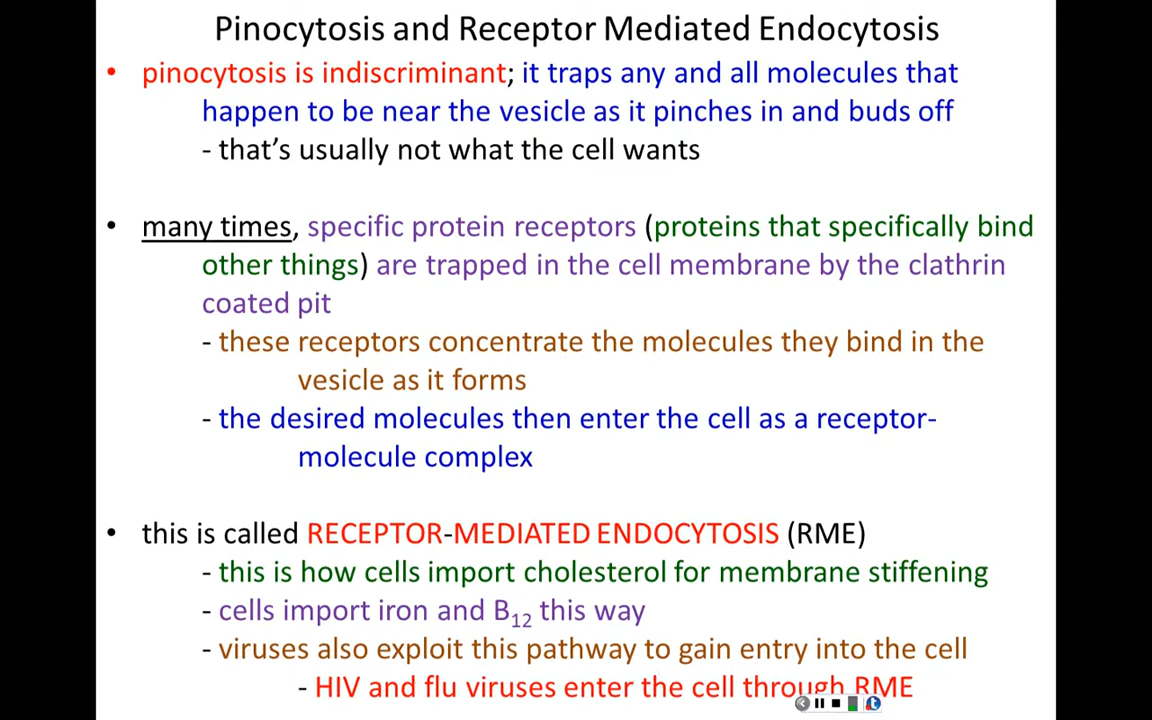 Pinocytosis and Receptor Mediated Endocytosis
• pinocytosis is indiscriminant; it traps any and all molecules that
happen to be near the vesicle as it pinches in and buds off
- that's usually not what the cell wants
• many times, specific protein receptors (proteins that specifically bind
other things) are trapped in the cell membrane by the clathrin
coated pit
- these receptors concentrate the molecules they bind in the
vesicle as it forms
- the desired molecules then enter the cell as a receptor-
molecule complex
• this is called RECEPTOR-MEDIATED ENDOCYTOSIS (RME)
- this is how cells import cholesterol for membrane stiffening
- cells import iron and B12 this way
- viruses also exploit this pathway to gain entry into the cell
- HIV and flu viruses enter the cell through RME